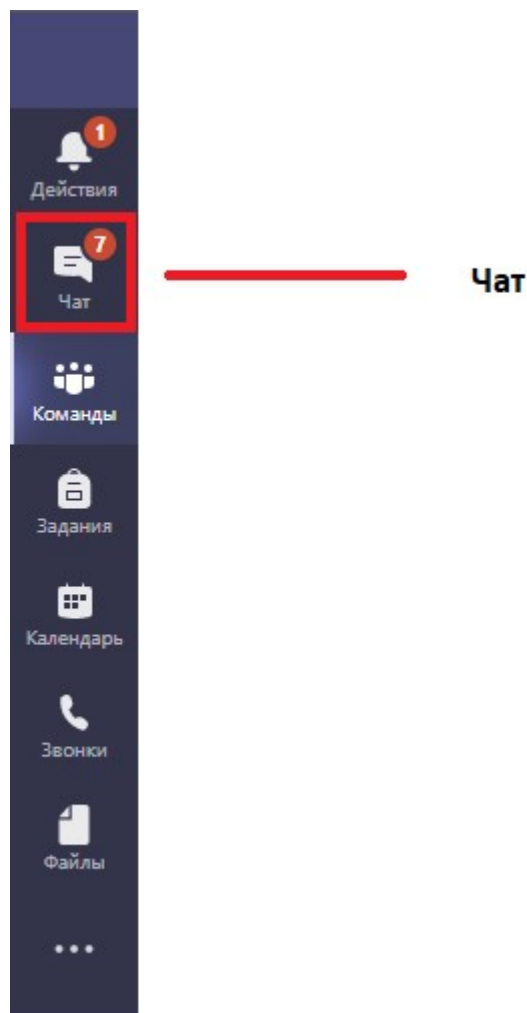 1
Действия
7
Чат
Чат
Команды
Задания
Календарь
Звонки
Файлы
...